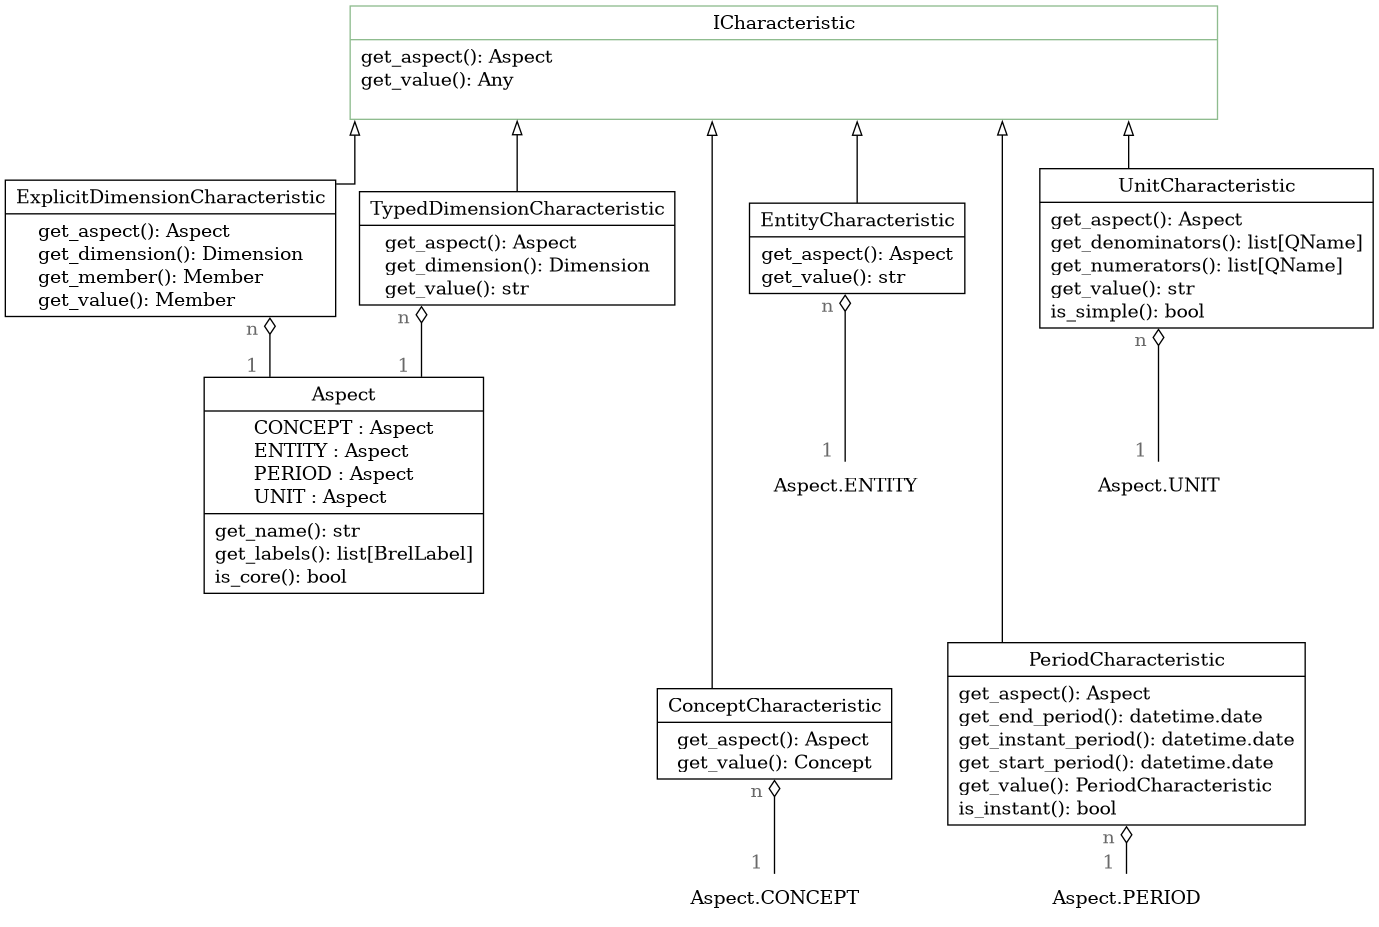 ICharacteristic
get_aspect(): Aspect
get_value(): Any
ExplicitDimensionCharacteristic
get_aspect(): Aspect
get_dimension(): Dimension
get_member(): Member
get_value(): Member
n
1
TypedDimensionCharacteristic
get_aspect(): Aspect
get_dimension(): Dimension
get_value(): str
n
1
EntityCharacteristic
get_aspect(): Aspect
get_value(): str
n
1
Aspect.ENTITY
UnitCharacteristic
get_aspect(): Aspect
get_denominators(): list[QName]
get_numerators(): list[QName]
get_value(): str
is_simple(): bool
n
1
Aspect.UNIT
Aspect
CONCEPT : Aspect
ENTITY : Aspect
PERIOD : Aspect
UNIT : Aspect
get_name(): str
get_labels(): list[BrelLabel]
is_core(): bool
ConceptCharacteristic
get_aspect(): Aspect
get_value(): Concept
n
1
Aspect.CONCEPT
PeriodCharacteristic
get_aspect(): Aspect
get_end_period(): datetime.date
get_instant_period(): datetime.date
get_start_period(): datetime.date
get_value(): PeriodCharacteristic
is_instant(): bool
n
1
Aspect.PERIOD